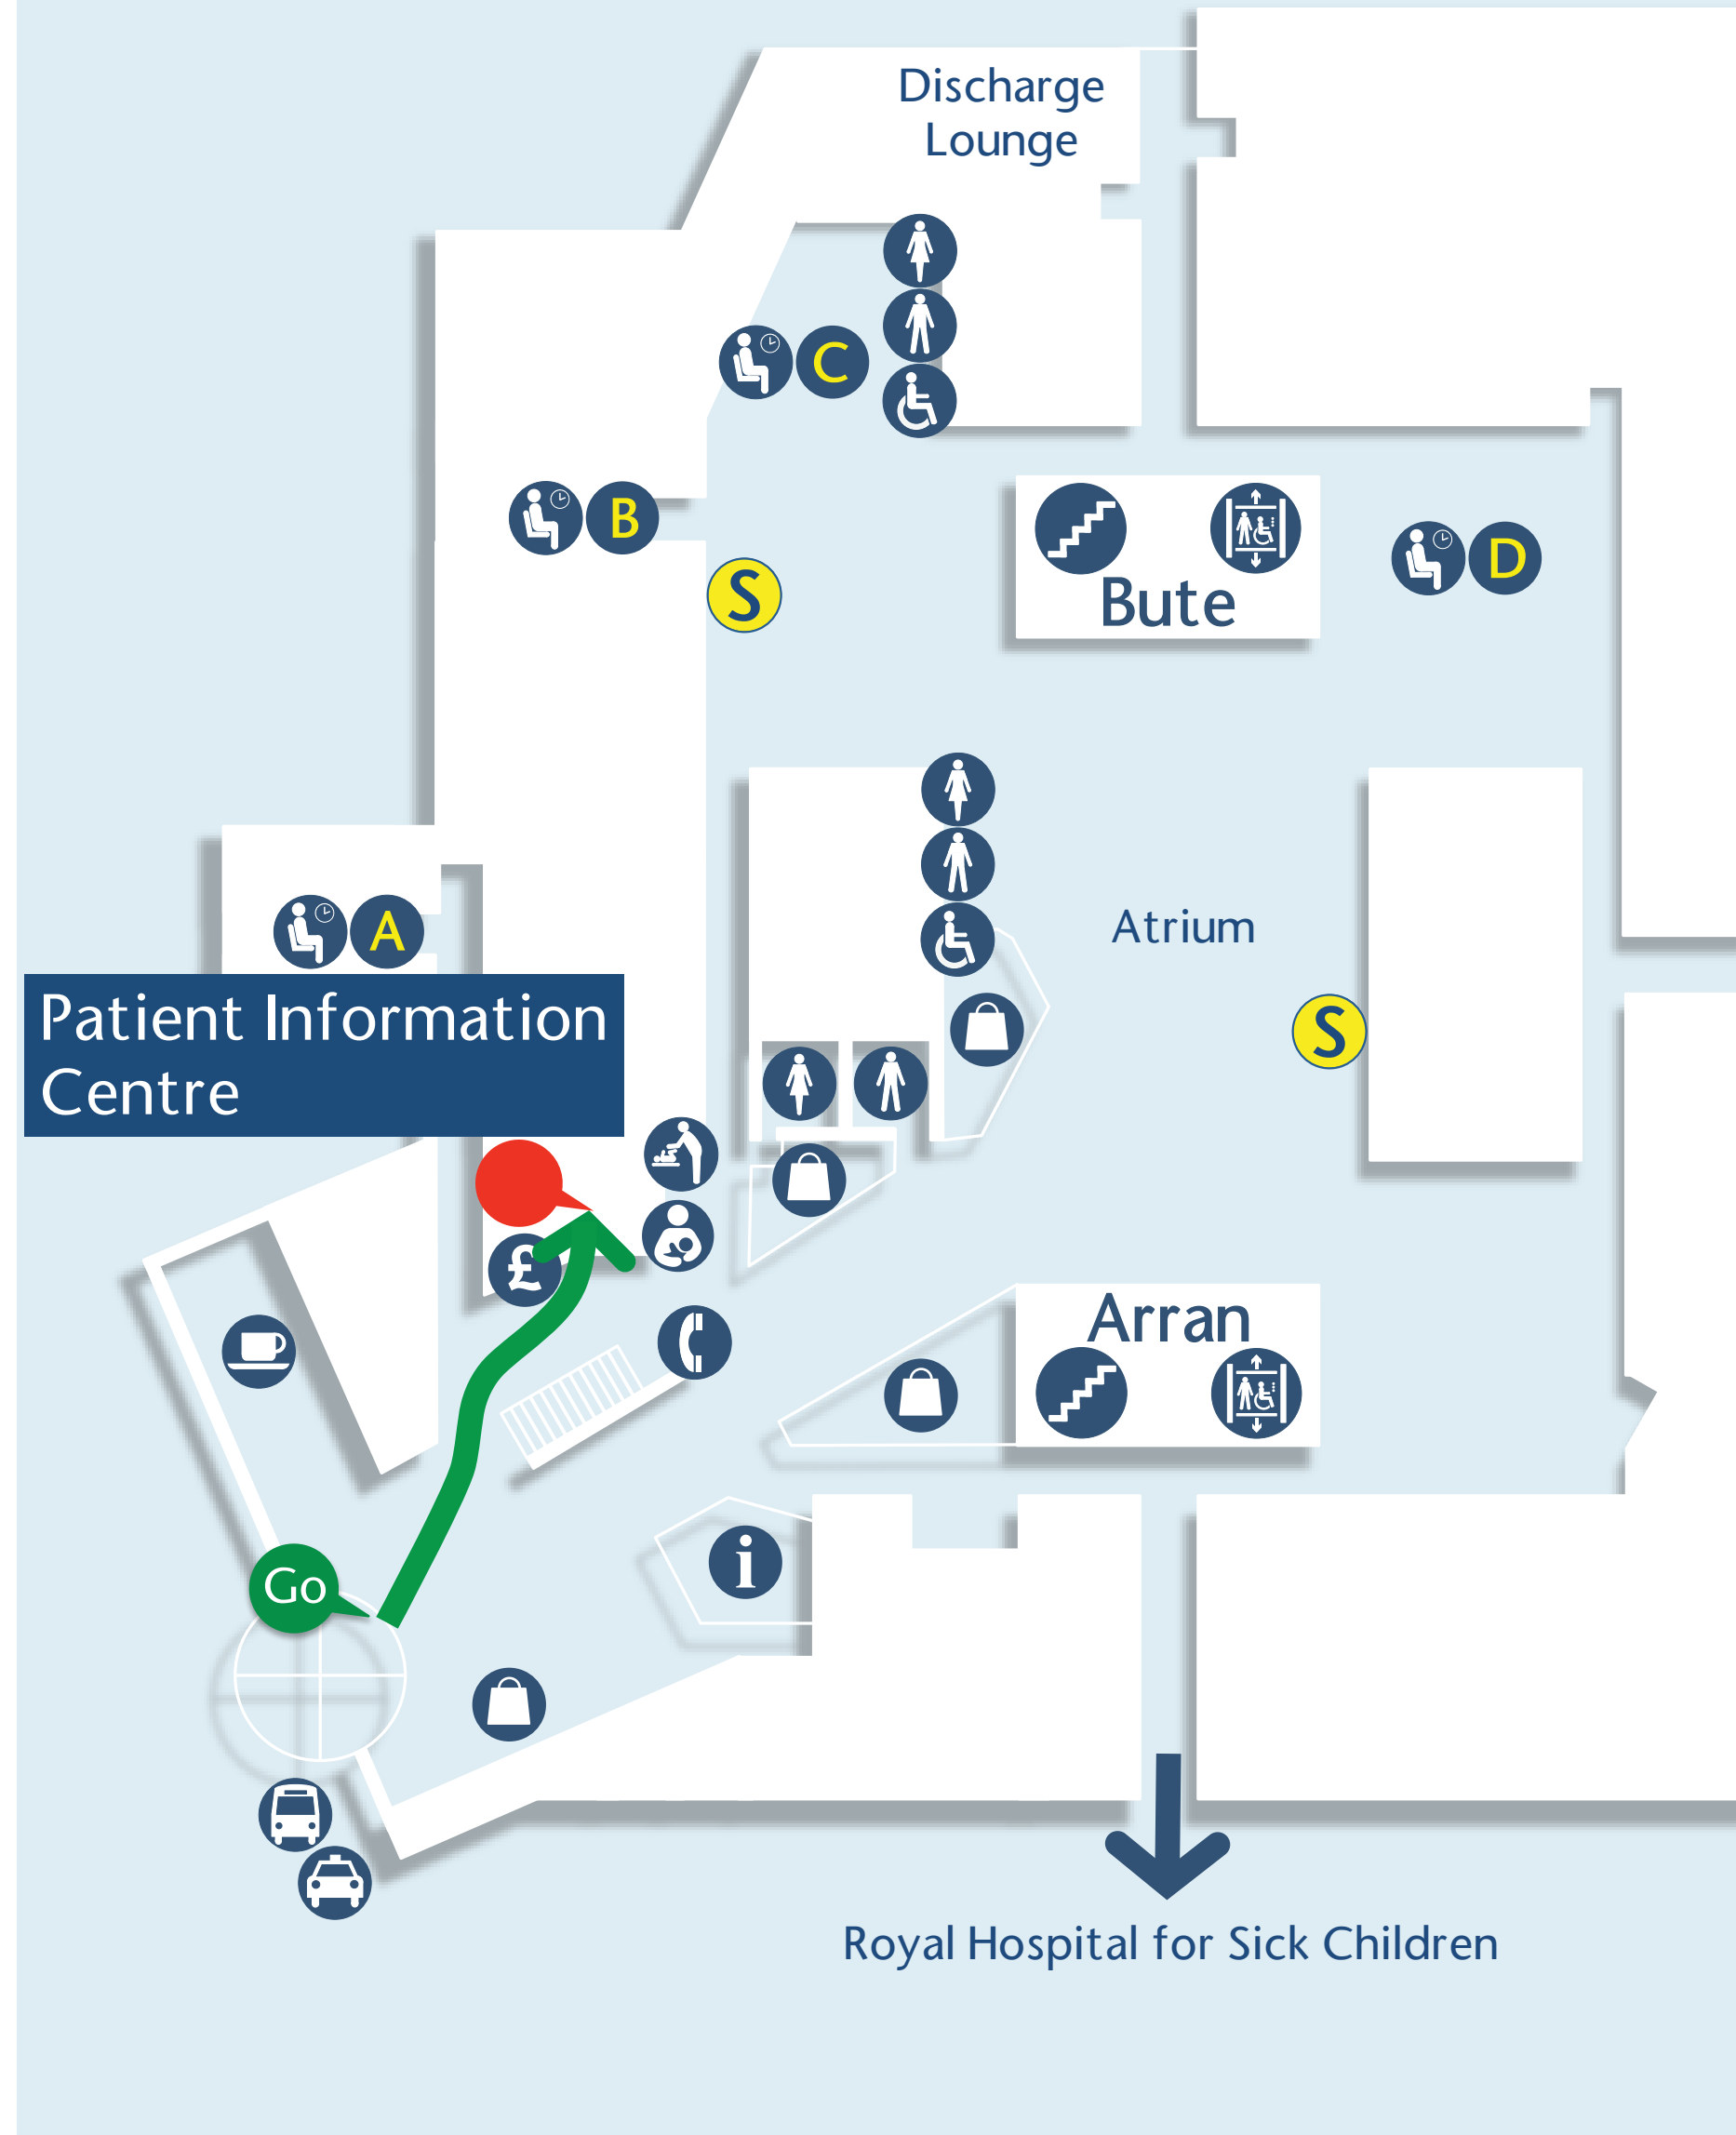 Discharge
Lounge
C
B
S
D
Bute
A
Atrium
Patient Information
Centre
S
£
Arran
i
Go
Royal Hospital for Sick Children